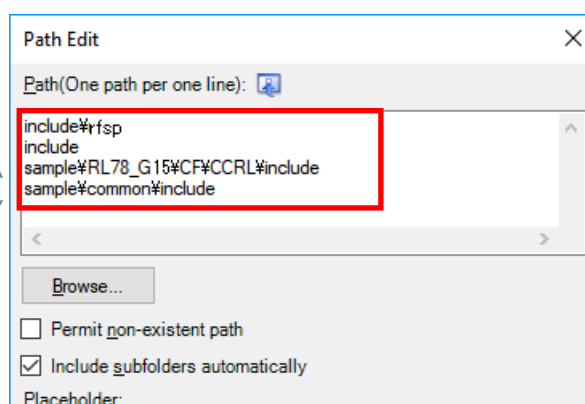 Path Edit
Path(One path per one line):
include¥rfsp
include
sample¥RL78_G15¥CF¥CCRL¥include
sample¥common¥include
Browse...
Permit non-existent path
Include subfolders automatically
Placeholder: